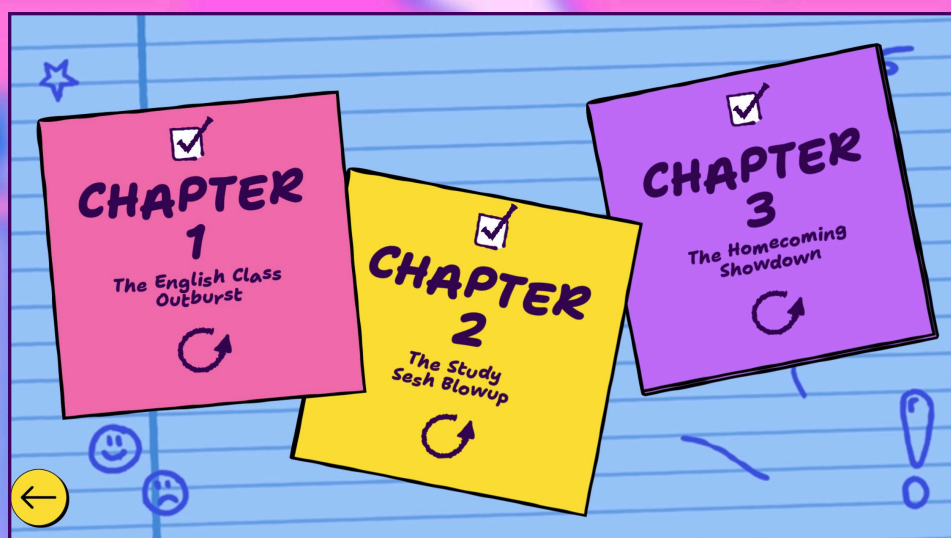 CHAPTER
1
The English Class
Outburst
CHAPTER
2
The Study
Sesh Blowup
CHAPTER
3
The Homecoming
Showdown